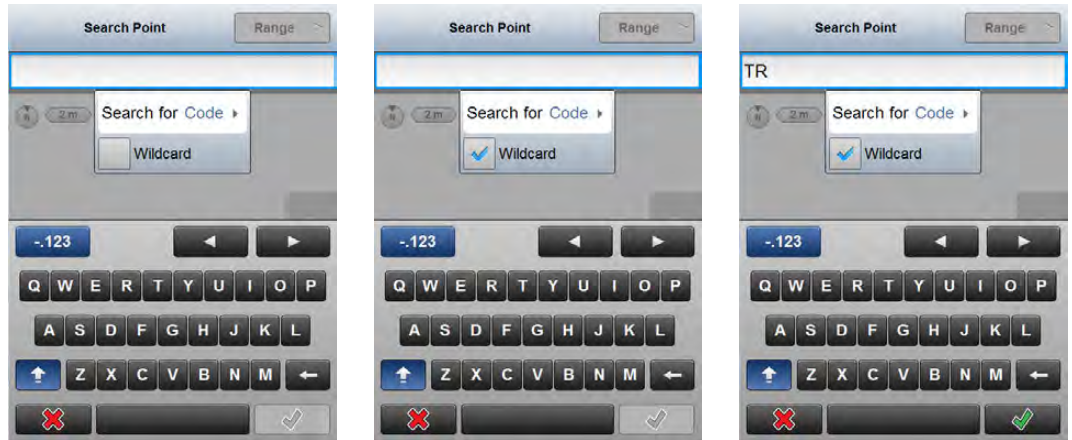 Search Point Range
Search for Code
Wildcard
N 2 m
-.123
Q W E R T Y U I O P
A S D F G H J K L
Z X C V B N M
Search Point Range
Search for Code
Wildcard
N 2 m
-.123
Q W E R T Y U I O P
A S D F G H J K L
Z X C V B N M
Search Point Range
TR
Search for Code
Wildcard
N 2 m
-.123
Q W E R T Y U I O P
A S D F G H J K L
Z X C V B N M